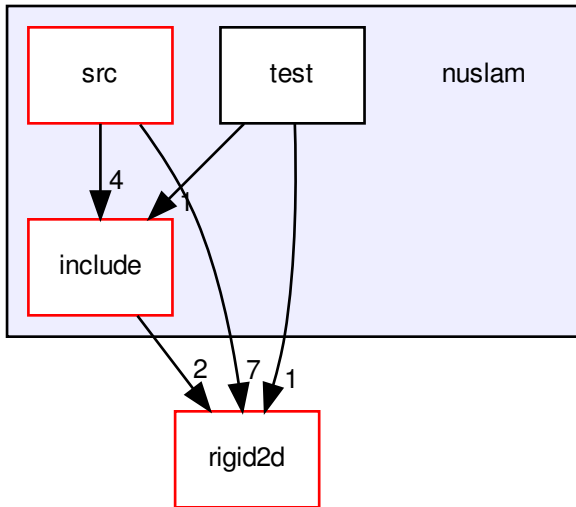 src
test
nuslam
4
1
include
2
7
1
rigid2d